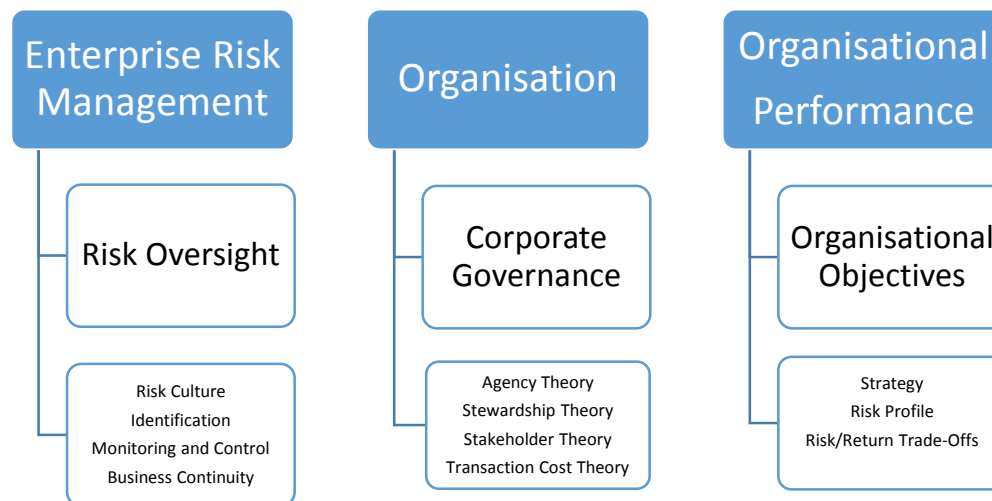 Enterprise Risk
Management
Risk Oversight
Risk Culture
Identification
Monitoring and Control
Business Continuity
Organisation
Corporate
Governance
Agency Theory
Stewardship Theory
Stakeholder Theory
Transaction Cost Theory
Organisational
Performance
Organisational
Objectives
Strategy
Risk Profile
Risk/Return Trade-Offs